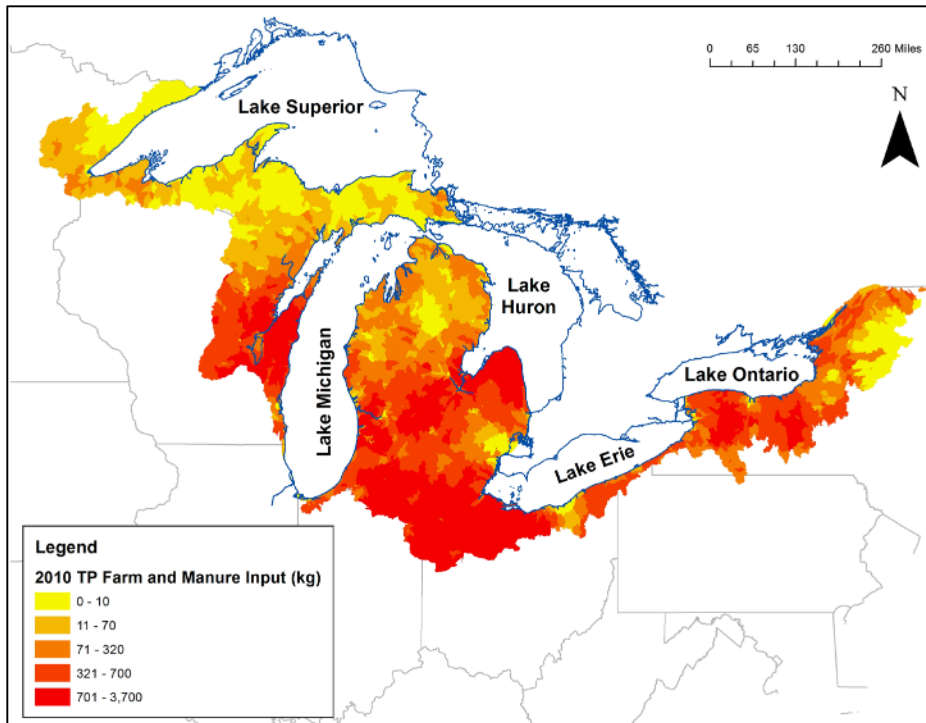 0 65 130 260 Miles
N
Lake Superior
Lake
Huron
Lake Michigan
Lake Ontario
Lake Erie
Legend
2010 TP Farm and Manure Input (kg)
0 - 10
11 - 70
71 - 320
321 - 700
701 - 3,700